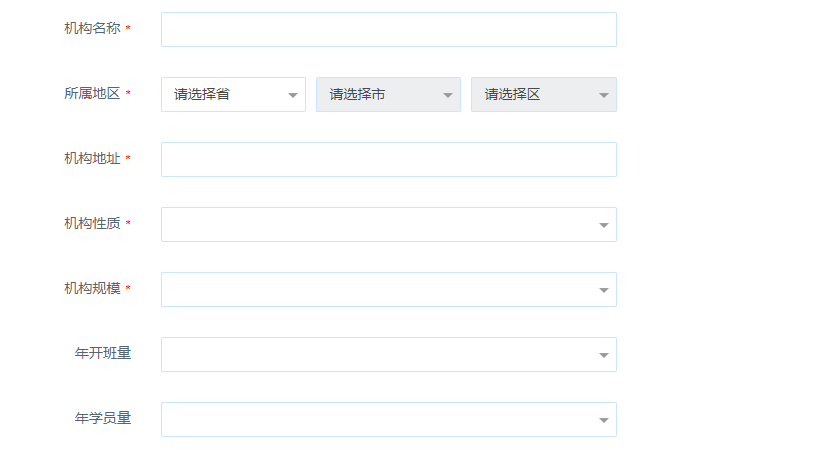 机构名称 *
所属地区 * 请选择省 请选择市 请选择区
机构地址 *
机构性质 *
机构规模 *
年开班量
年学员量